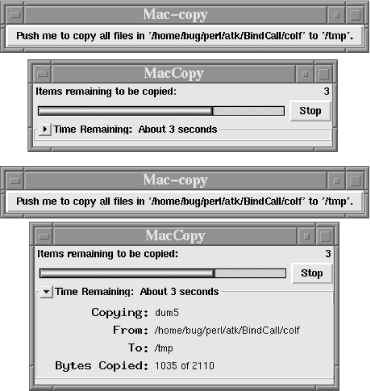 Mac-copy
Push me to copy all files in '/home/bug/perl/atk/BindCall/colf' to '/tmp'.
MacCopy
Items remaining to be copied: 3
Stop
Time Remaining: About 3 seconds
Mac-copy
Push me to copy all files in '/home/bug/perl/atk/BindCall/colf' to '/tmp'.
MacCopy
Items remaining to be copied: 3
Stop
Time Remaining: About 3 seconds
Copying: dum5
From: /home/bug/perl/atk/BindCall/colf
To: /tmp
Bytes Copied: 1035 of 2110